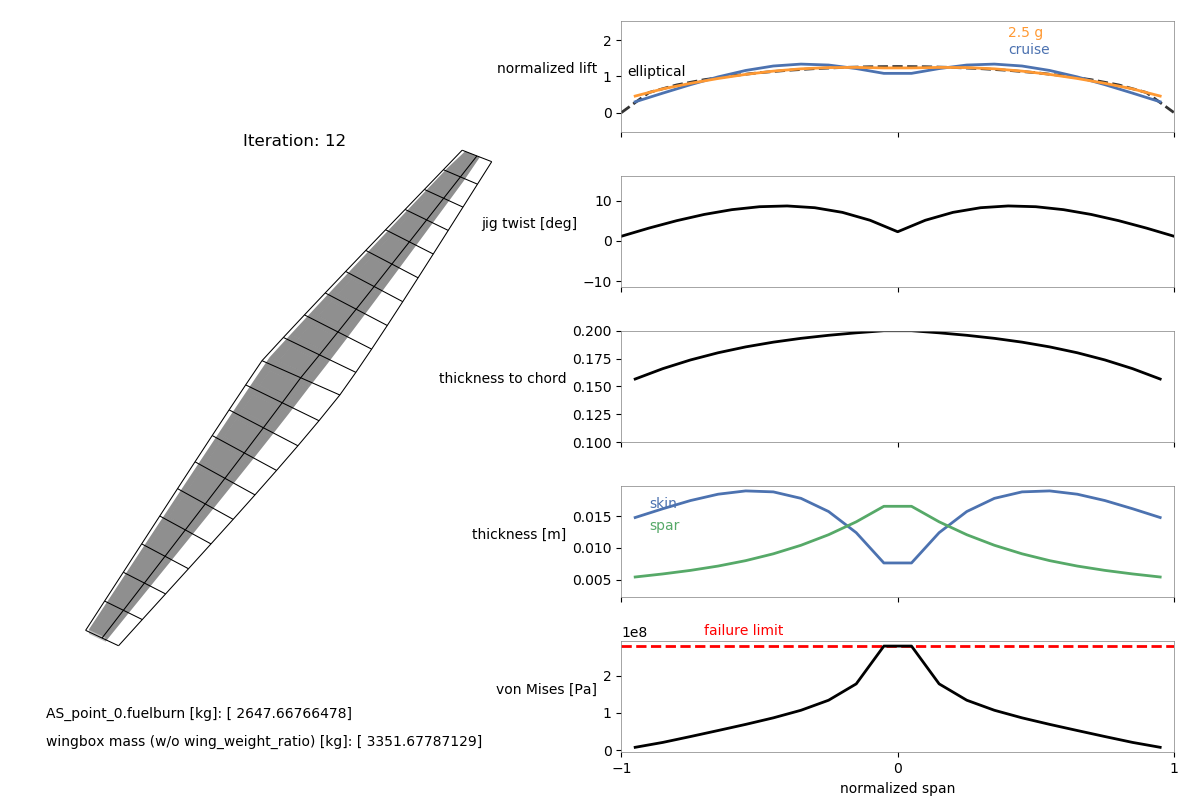 Iteration: 12
AS_point_0.fuelburn [kg]: [ 2647.66766478]
wingbox mass (w/o wing_weight_ratio) [kg]: [ 3351.67787129]
normalized lift
2
1
0
elliptical
2.5 g
cruise
jig twist [deg]
10
0
−10
thickness to chord
0.200
0.175
0.150
0.125
0.100
thickness [m]
0.015
0.010
0.005
skin
spar
von Mises [Pa]
1e8
failure limit
2
1
0
−1
0
1
normalized span